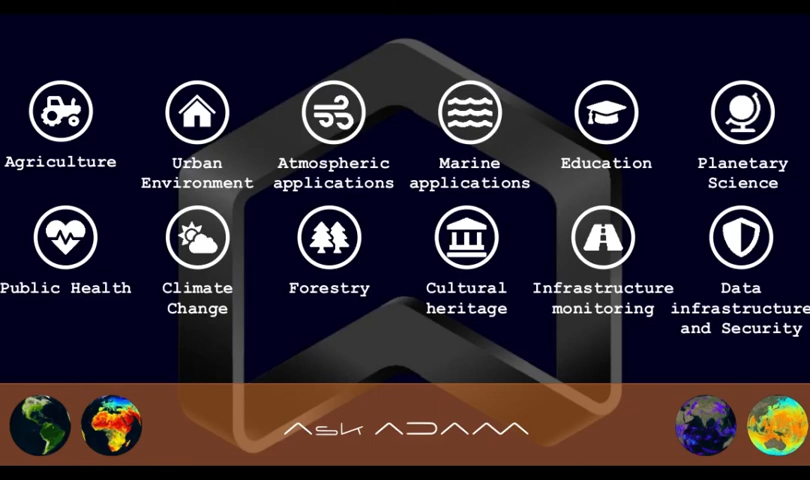 Agriculture
Urban
Environment
Atmospheric
applications
Marine
applications
Education
Planetary
Science
Public Health
Climate
Change
Forestry
Cultural
heritage
Infrastructure
monitoring
Data
infrastructure
and Security
Ask ADAM